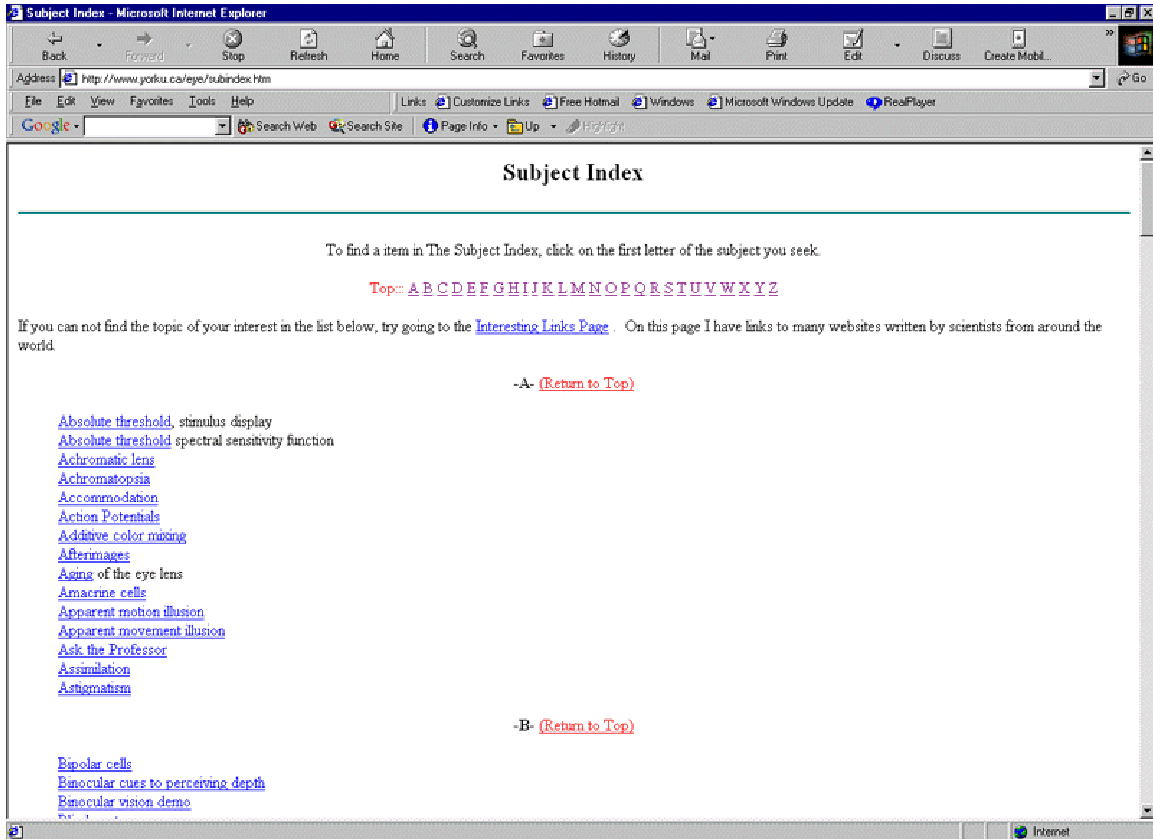 Subject Index - Microsoft Internet Explorer
Back Forward Stop Refresh Home Search Favorites History Mail Print Edit Discuss Create Mobil... »
Address http://www.yorku.ca/eye/subindex.htm Go
File Edit View Favorites Tools Help Links Customize Links Free Hotmail Windows Microsoft Windows Update RealPlayer
Google Search Web Search Site Page Info Up Highlight
Subject Index
To find a item in The Subject Index, click on the first letter of the subject you seek.
Top::: A B C D E F G H I J K L M N O P Q R S T U V W X Y Z
If you can not find the topic of your interest in the list below, try going to the Interesting Links Page . On this page I have links to many websites written by scientists from around the
world.
-A- (Return to Top)
Absolute threshold, stimulus display
Absolute threshold spectral sensitivity function
Achromatic lens
Achromatopsia
Accommodation
Action Potentials
Additive color mixing
Afterimages
Aging of the eye lens
Amacrine cells
Apparent motion illusion
Apparent movement illusion
Ask the Professor
Assimilation
Astigmatism
-B- (Return to Top)
Bipolar cells
Binocular cues to perceiving depth
Binocular vision demo
Internet